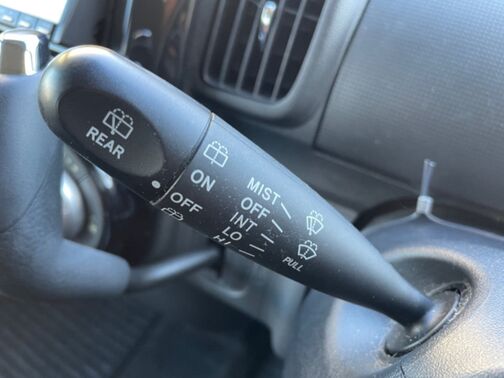 REAR
ON
OFF
MIST
OFF
INT
LO
HI
PULL